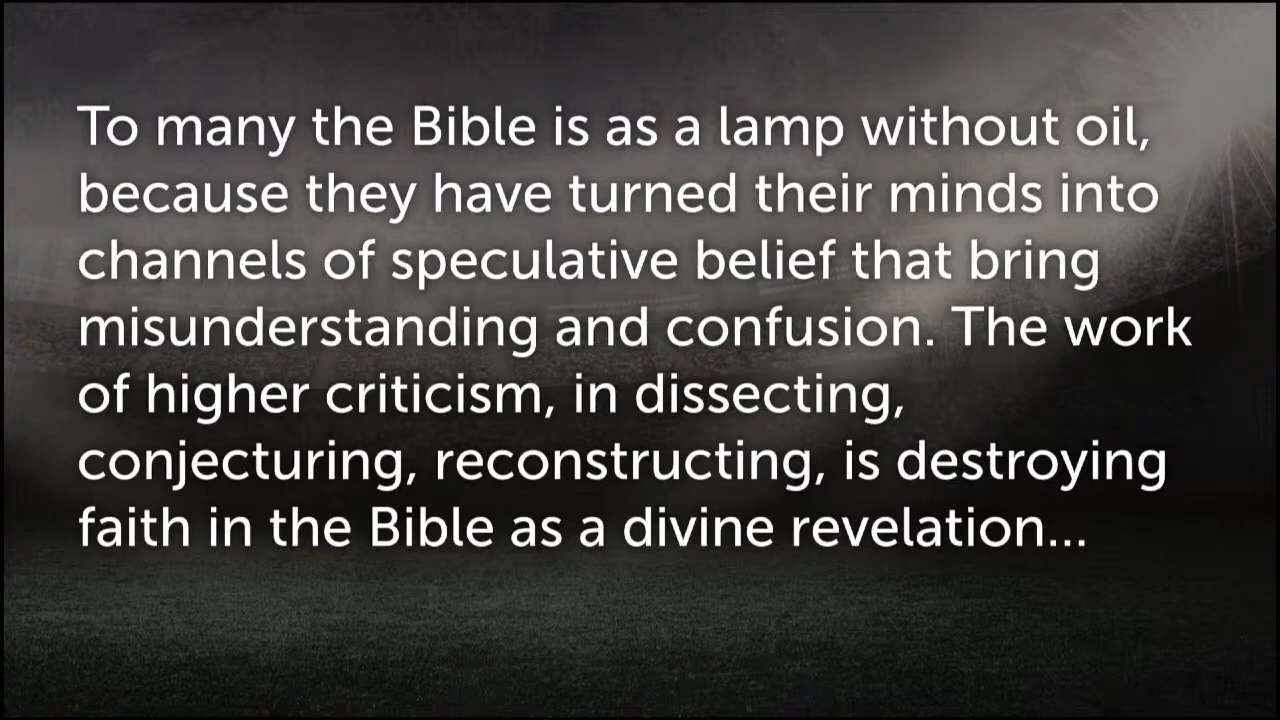 To many the Bible is as a lamp without oil,
because they have turned their minds into
channels of speculative belief that bring
misunderstanding and confusion. The work
of higher criticism, in dissecting,
conjecturing, reconstructing, is destroying
faith in the Bible as a divine revelation...